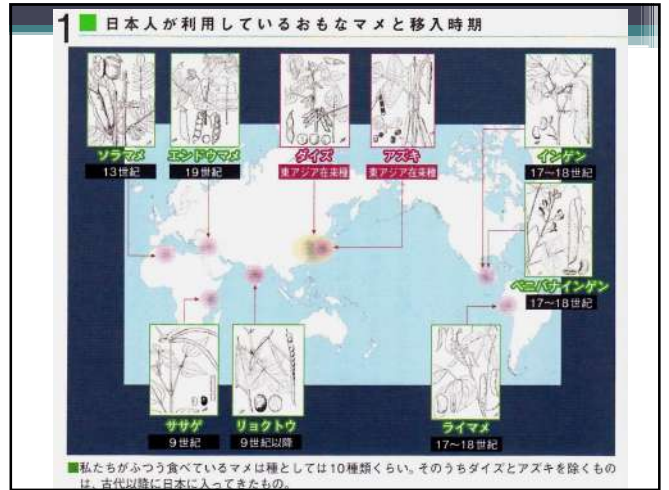 1 ■ 日本人が利用しているおもなマメと移入時期
ソラマメ
13世紀
エンドウマメ
19世紀
ダイズ
東アジア在来種
アズキ
東アジア在来種
インゲン
17〜18世紀
ベニバナインゲン
17〜18世紀
ササゲ
9世紀
リョクトウ
9世紀以降
ライマメ
17〜18世紀
■私たちがふつう食べているマメは種としては10種類くらい。そのうちダイズとアズキを除くもの
は、古代以降に日本に入ってきたもの。